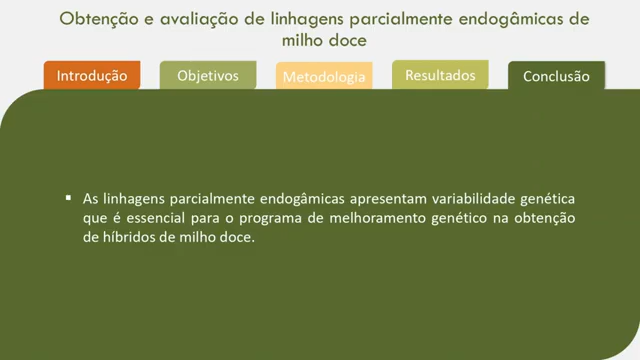 Obtenção e avaliação de linhagens parcialmente endogâmicas de
milho doce
Introdução
Objetivos
Metodologia
Resultados
Conclusão
▪ As linhagens parcialmente endogâmicas apresentam variabilidade genética
que é essencial para o programa de melhoramento genético na obtenção
de híbridos de milho doce.